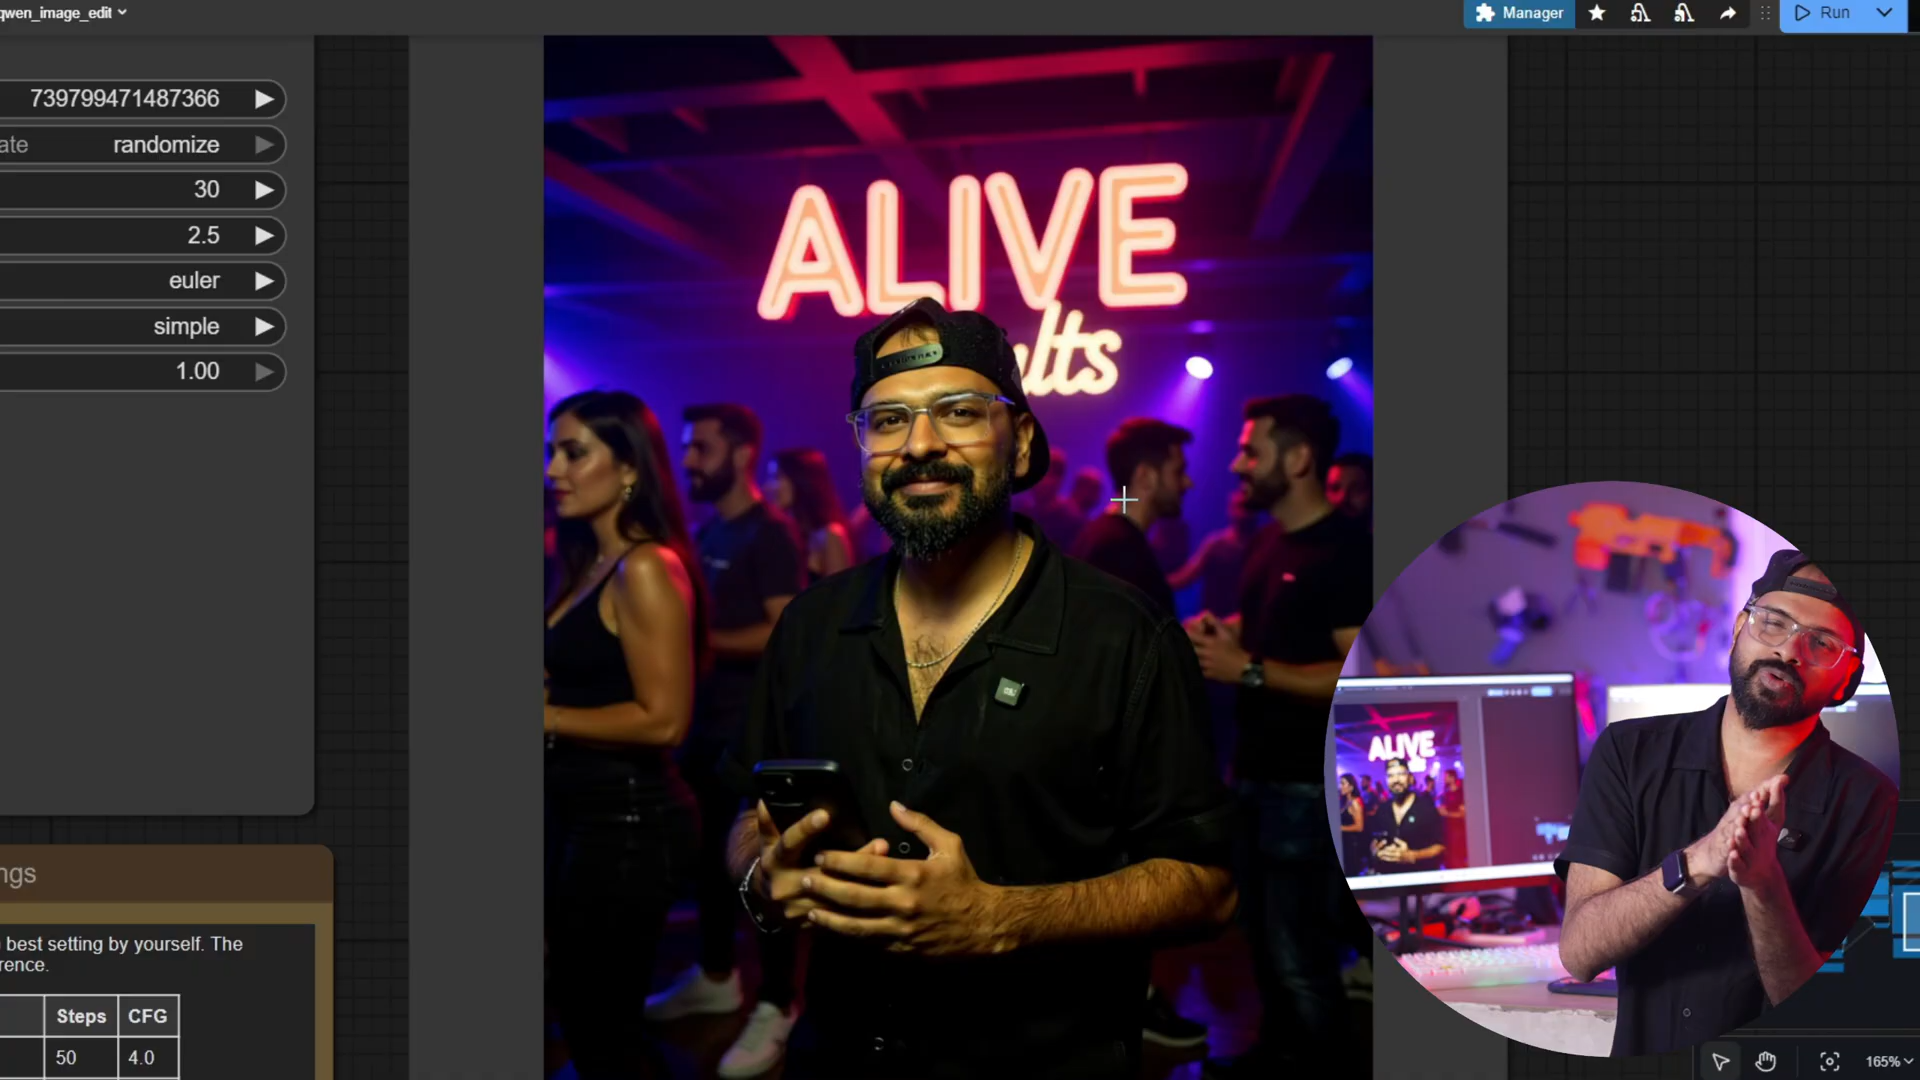 qwen_image_edit
Manager
Run
739799471487366
ate randomize
30
2.5
euler
simple
1.00
ALIVE
ults
ngs
best setting by yourself. The
rence.
Steps CFG
50 4.0
ALIVE
165%